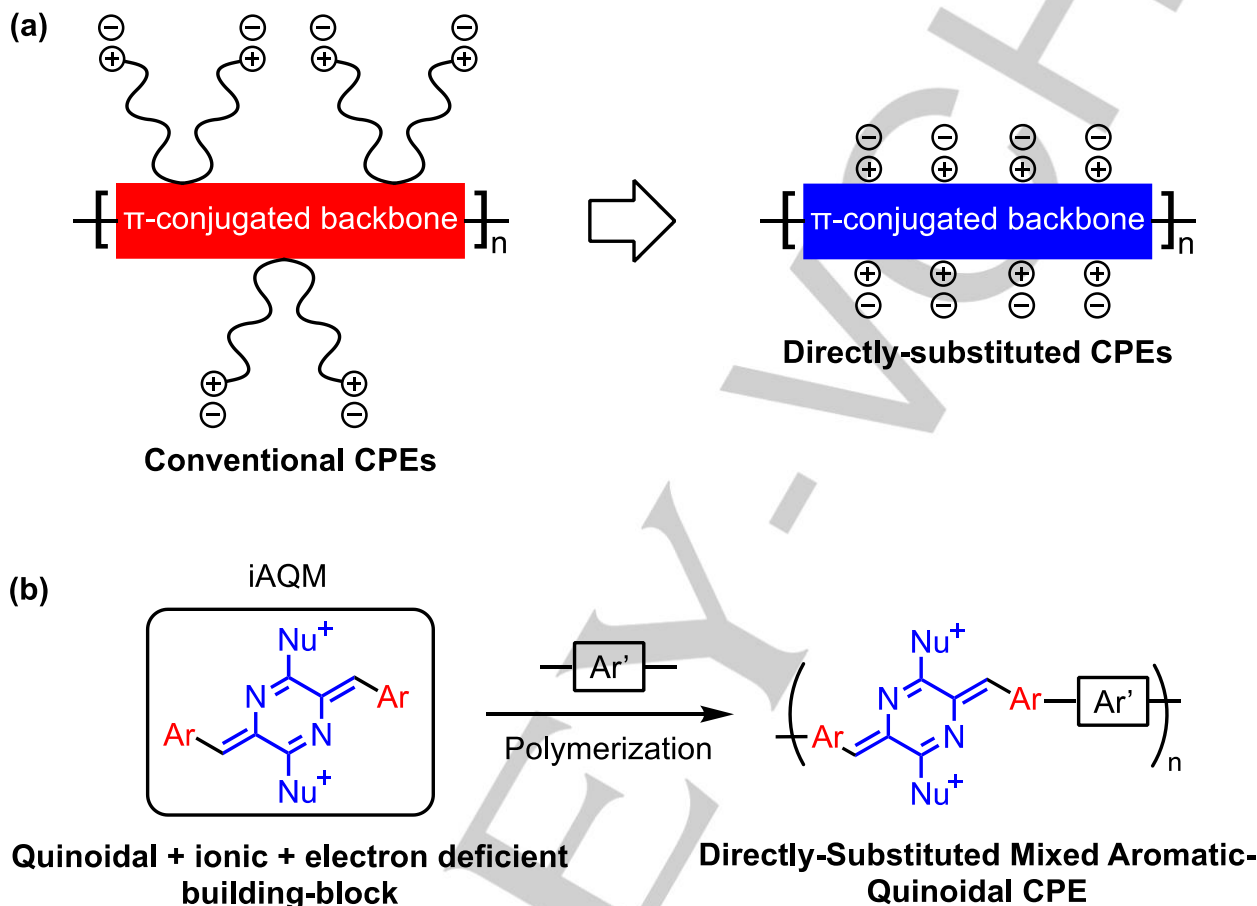 (a)
⊖ ⊖ ⊖ ⊖
⊕ ⊕ ⊕ ⊕
[ π-conjugated backbone ]n
⊕ ⊕
⊖ ⊖
Conventional CPEs
⊖ ⊖ ⊖ ⊖
⊕ ⊕ ⊕ ⊕
[ π-conjugated backbone ]n
⊕ ⊕ ⊕ ⊕
⊖ ⊖ ⊖ ⊖
Directly-substituted CPEs
(b)
iAQM
Nu+
N Ar
Ar N
Nu+
Quinoidal + ionic + electron deficient
building-block
Ar'
Polymerization
Nu+
N Ar Ar'
Ar N
Nu+
n
Directly-Substituted Mixed Aromatic-
Quinoidal CPE